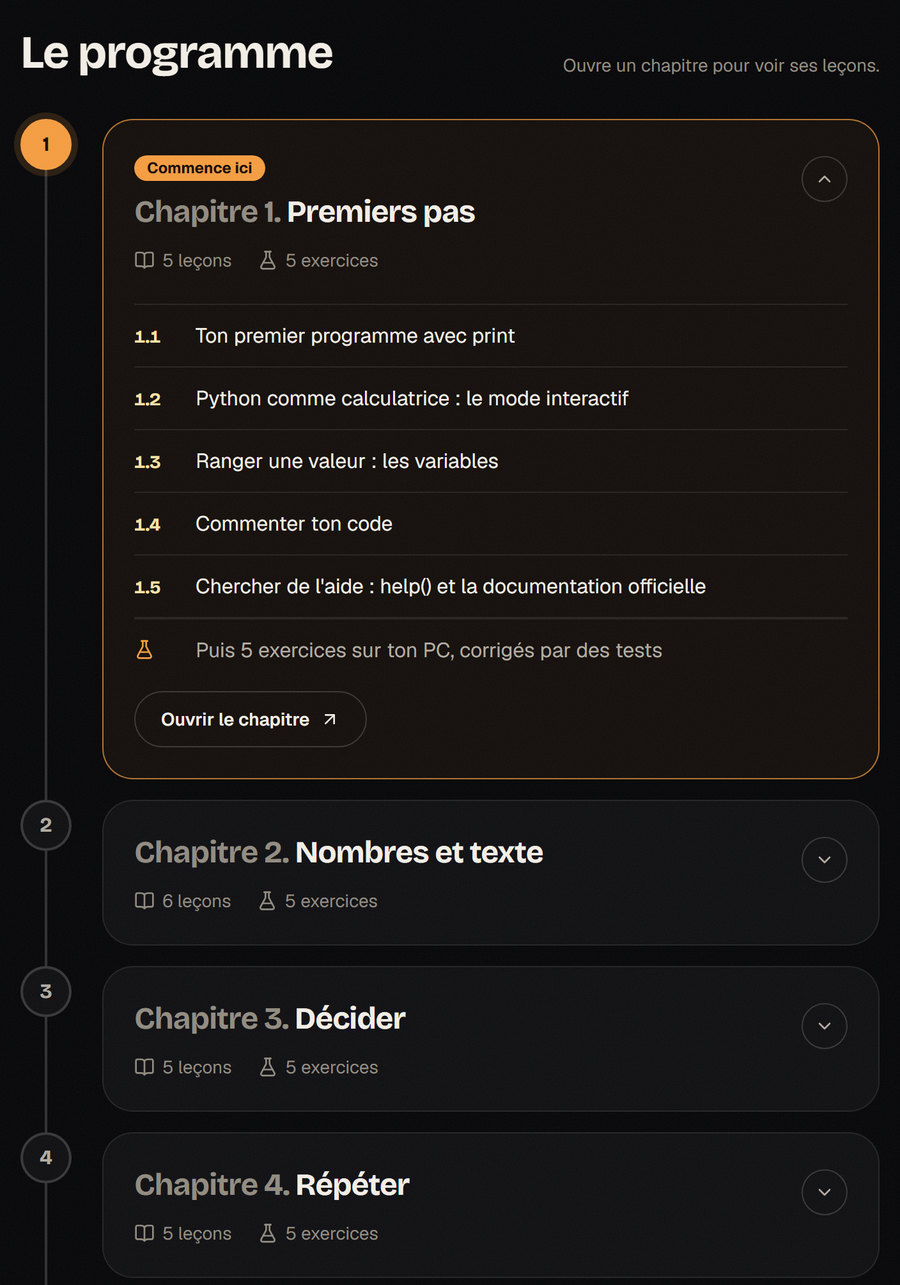 Le programme
Ouvre un chapitre pour voir ses leçons.
1
Commence ici
Chapitre 1. Premiers pas
5 leçons 5 exercices
1.1 Ton premier programme avec print
1.2 Python comme calculatrice : le mode interactif
1.3 Ranger une valeur : les variables
1.4 Commenter ton code
1.5 Chercher de l'aide : help() et la documentation officielle
Puis 5 exercices sur ton PC, corrigés par des tests
Ouvrir le chapitre
2
Chapitre 2. Nombres et texte
6 leçons 5 exercices
3
Chapitre 3. Décider
5 leçons 5 exercices
4
Chapitre 4. Répéter
5 leçons 5 exercices